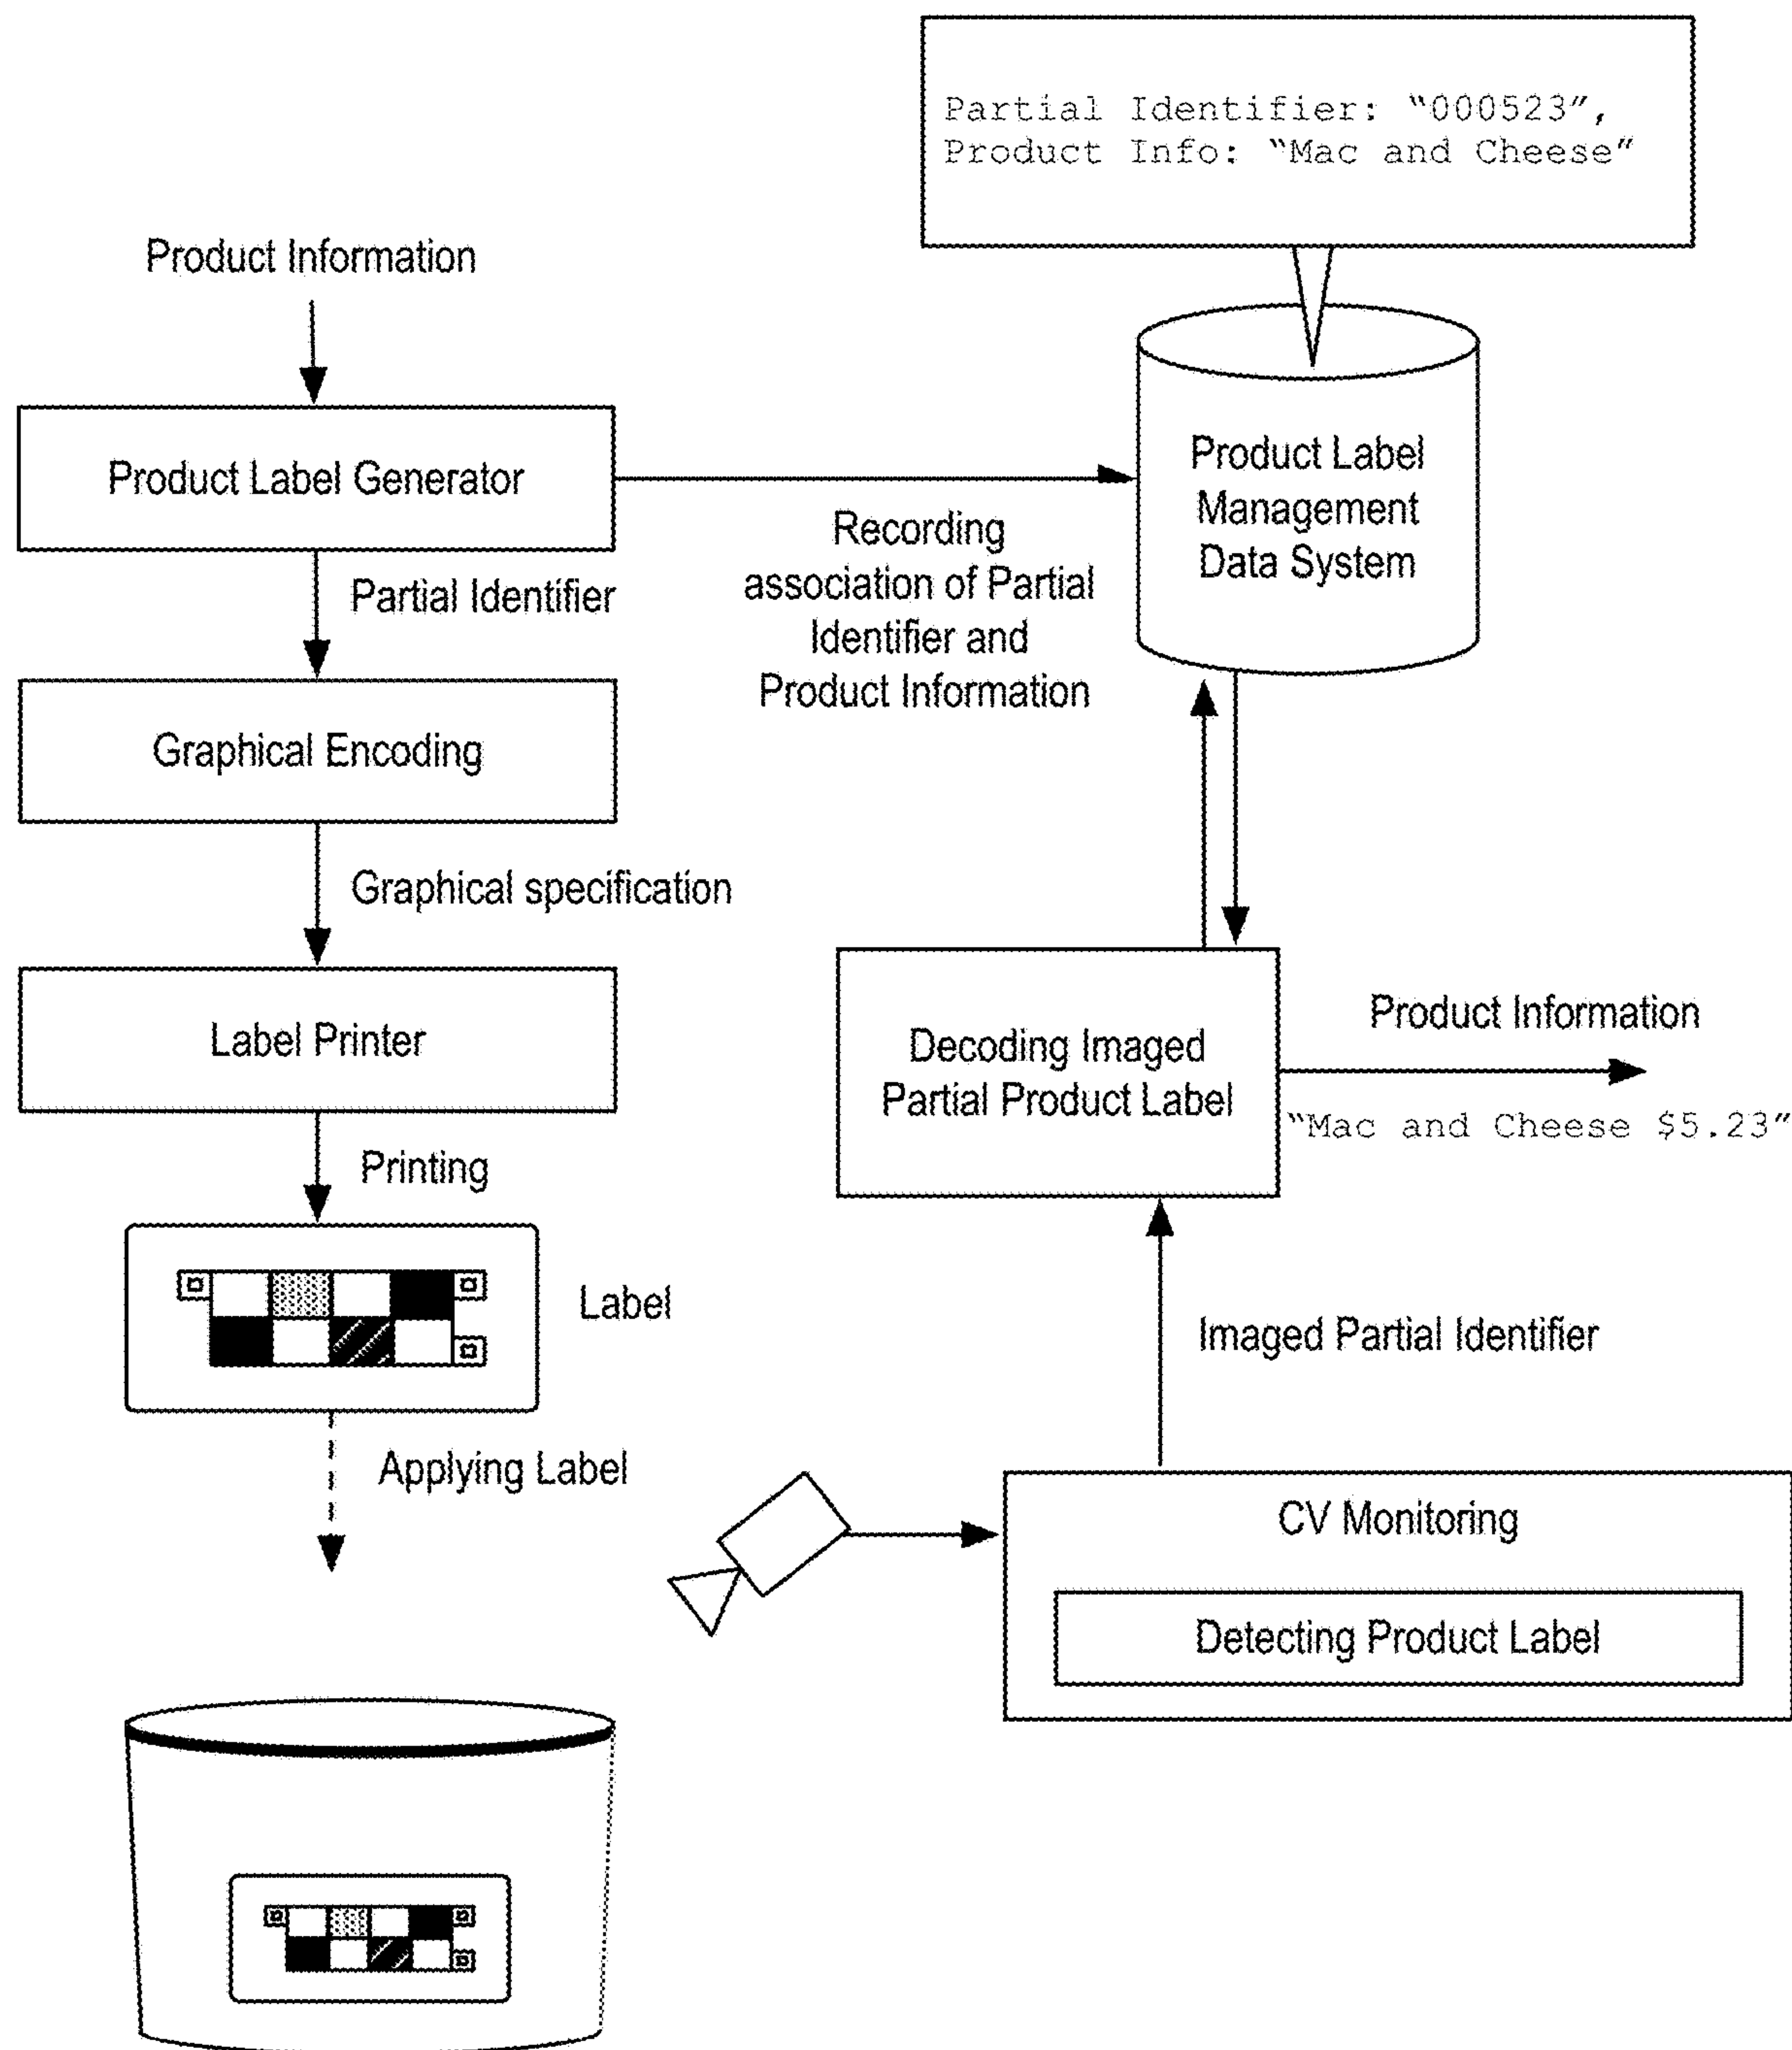 Partial Identifier: “000523”,
Product Info: “Mac and Cheese”
Product Information
Product Label Generator
Product Label
Management
Data System
Recording
association of Partial
Identifier and
Product Information
Partial Identifier
Graphical Encoding
Graphical specification
Label Printer
Decoding Imaged
Partial Product Label
Product Information
“Mac and Cheese $5.23”
Printing
Label
Imaged Partial Identifier
Applying Label
CV Monitoring
Detecting Product Label